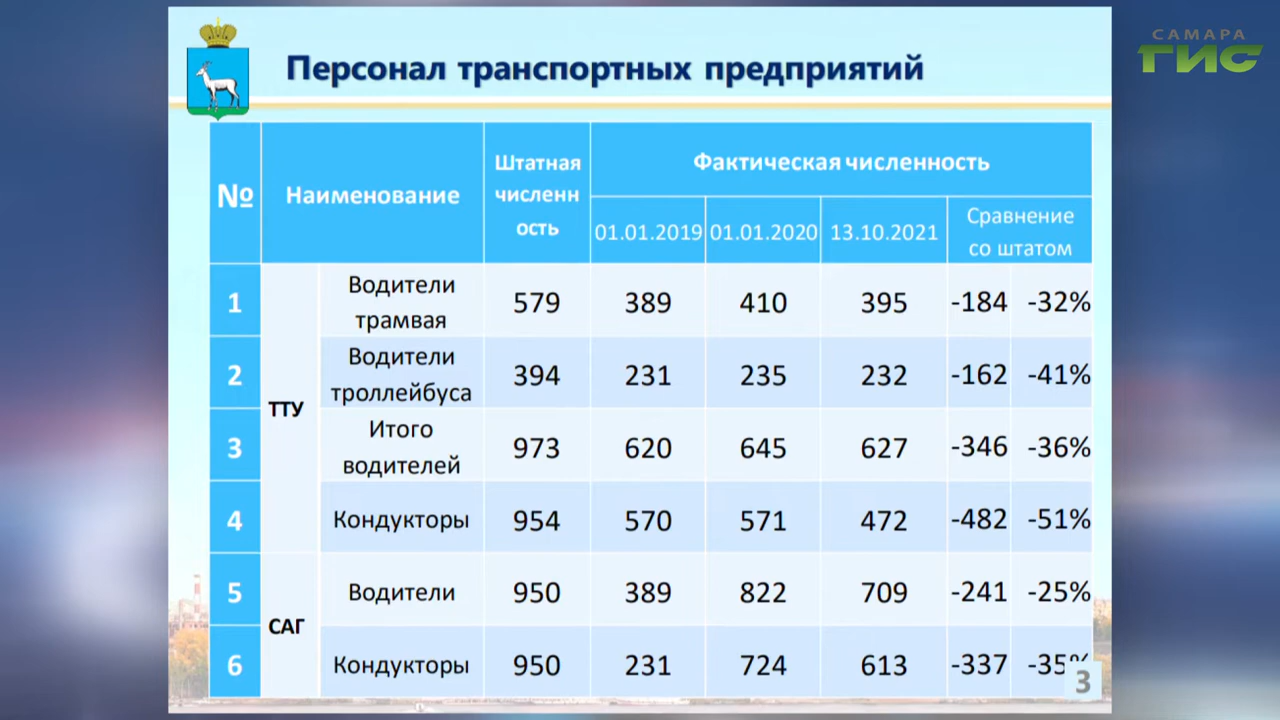 САМАРА
ГИС
Персонал транспортных предприятий
№ Наименование Штатная численн ость Фактическая численность
01.01.2019 01.01.2020 13.10.2021 Сравнение со штатом
1 ТТУ Водители трамвая 579 389 410 395 -184 -32%
2 Водители троллейбуса 394 231 235 232 -162 -41%
3 Итого водителей 973 620 645 627 -346 -36%
4 Кондукторы 954 570 571 472 -482 -51%
5 САГ Водители 950 389 822 709 -241 -25%
6 Кондукторы 950 231 724 613 -337 -35%
3